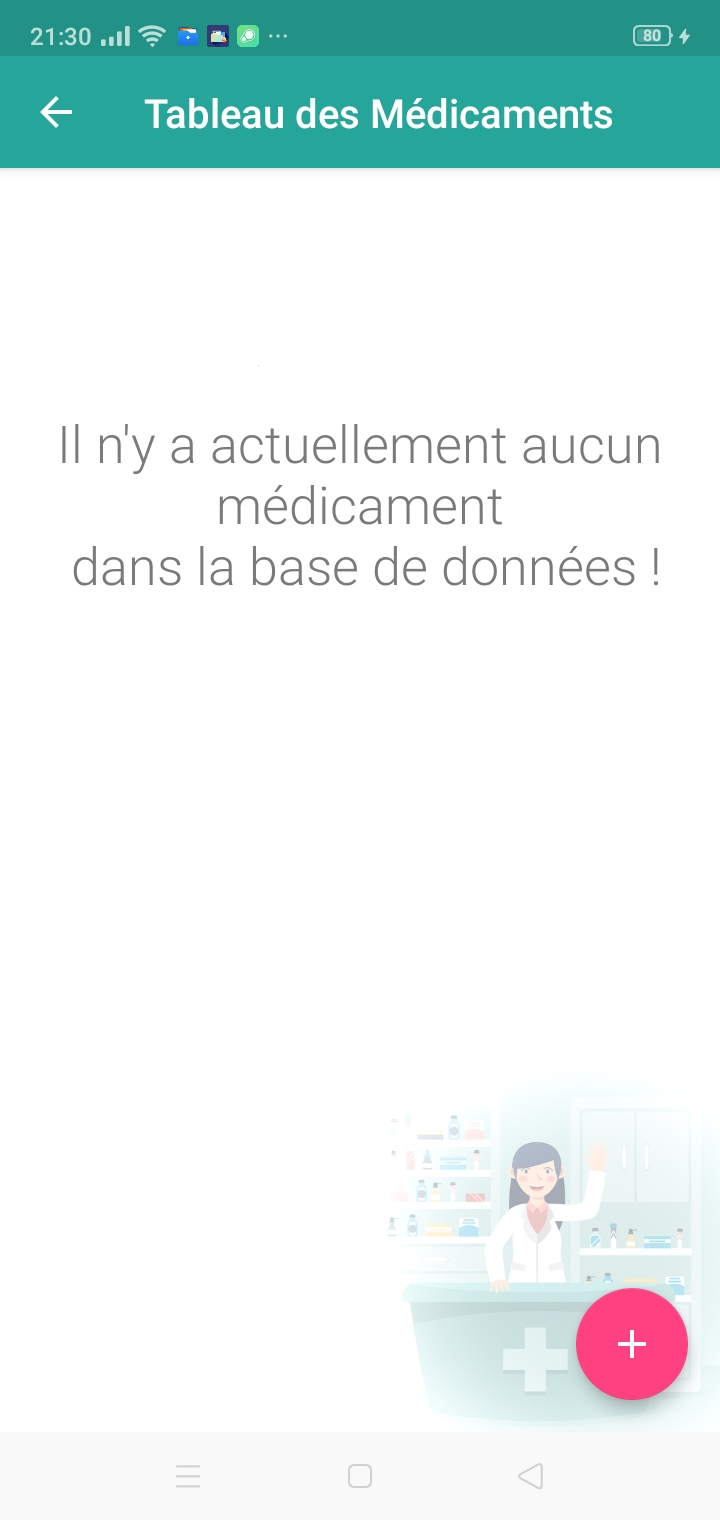 21:30
80
Tableau des Médicaments
Il n'y a actuellement aucun
médicament
dans la base de données !